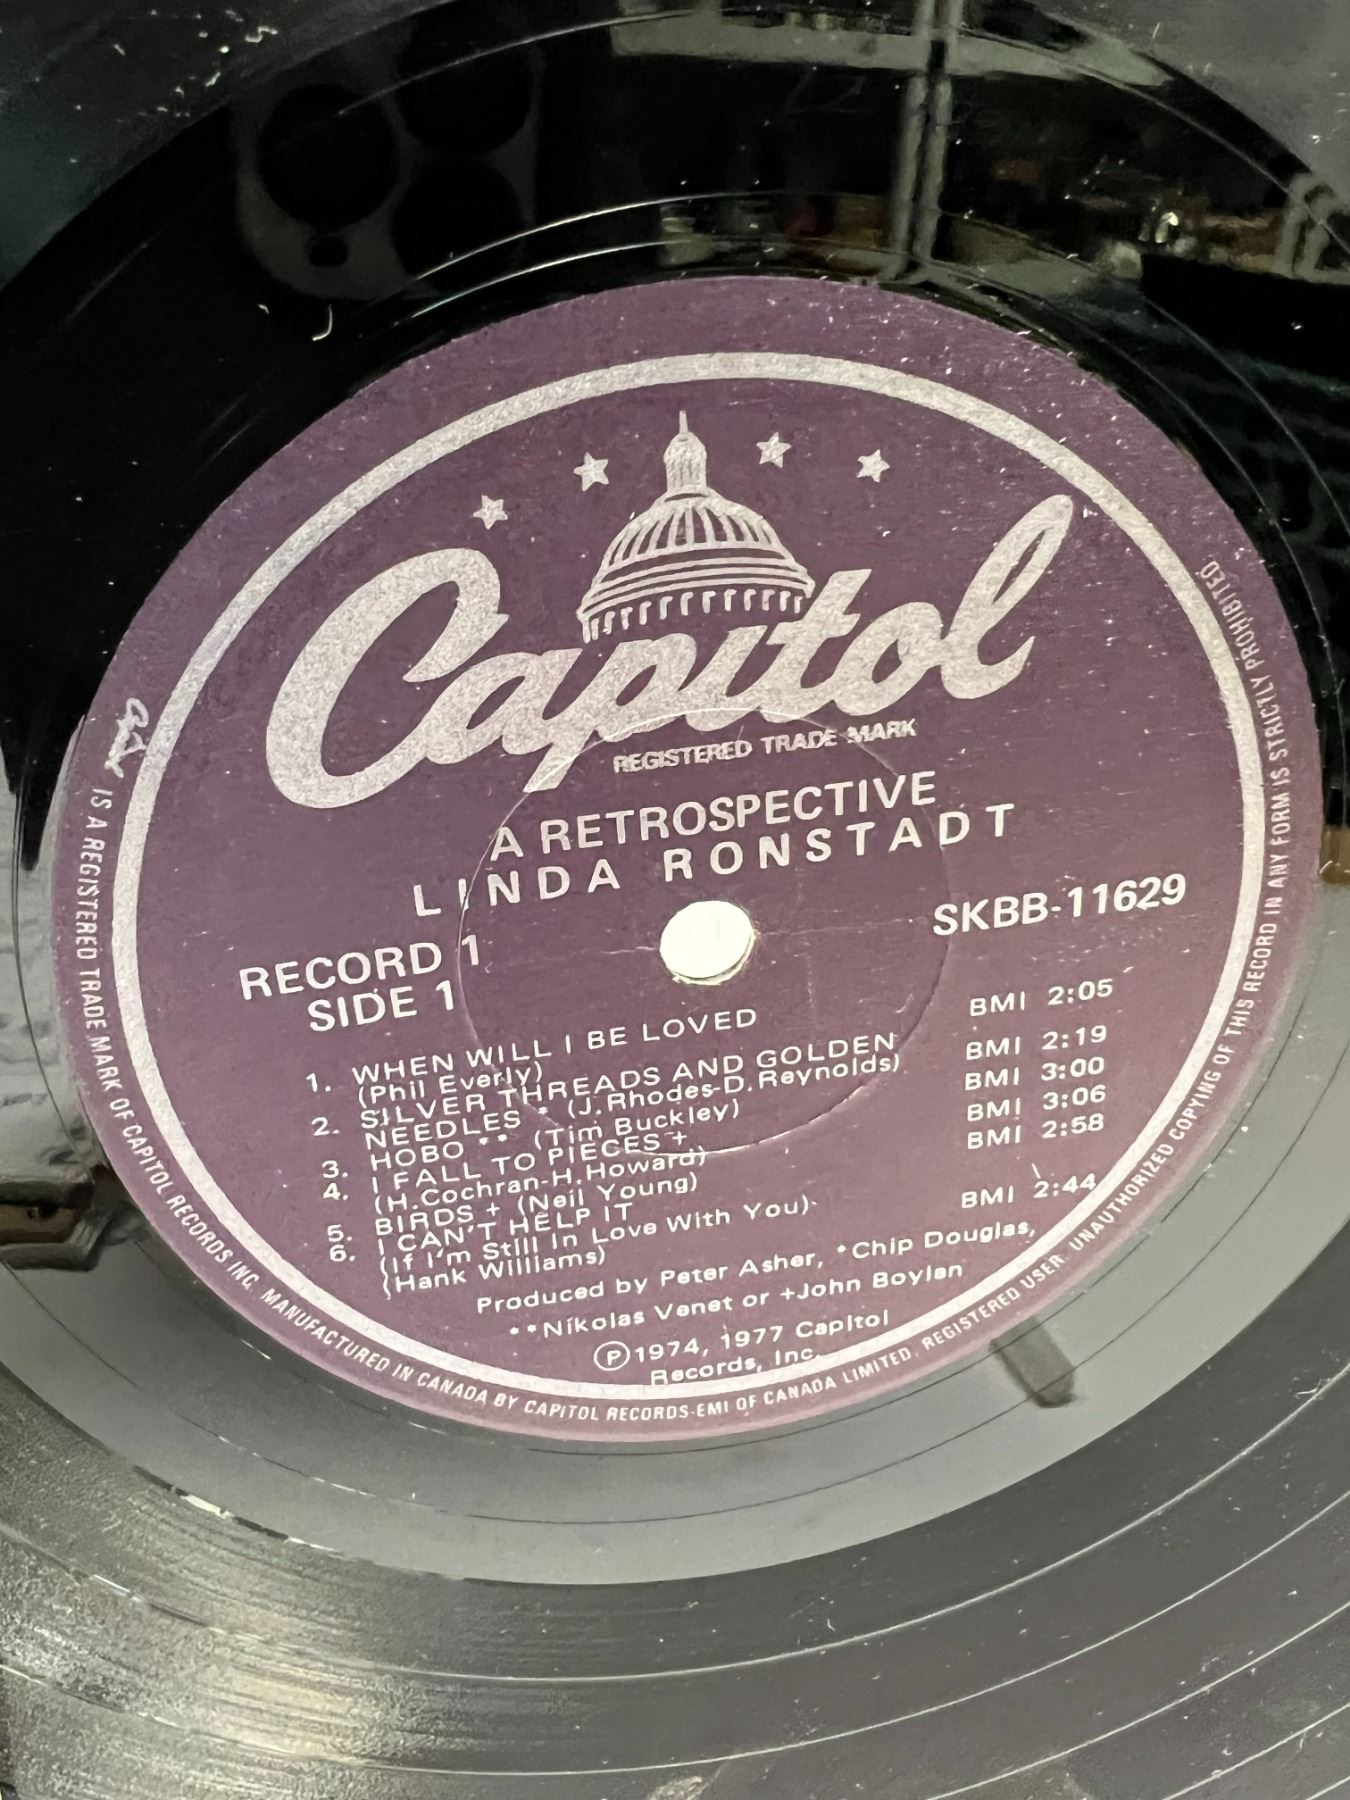 Capitol
REGISTERED TRADE MARK
A RETROSPECTIVE
LINDA RONSTADT
RECORD 1
SIDE 1
SKBB-11629
1. WHEN WILL I BE LOVED BMI 2:05
(Phil Everly)
2. SILVER THREADS AND GOLDEN BMI 2:19
NEEDLES * (J.Rhodes-D.Reynolds)
3. HOBO ** (Tim Buckley) BMI 3:00
4. I FALL TO PIECES + BMI 3:06
(H.Cochran-H.Howard)
5. BIRDS + (Neil Young) BMI 2:58
6. I CAN'T HELP IT
(If I'm Still In Love With You) BMI 2:44
(Hank Williams)
Produced by Peter Asher, *Chip Douglas,
**Nikolas Venet or +John Boylan
Ⓟ1974, 1977 Capitol
Records, Inc.
Capitol IS A REGISTERED TRADE MARK OF CAPITOL RECORDS INC. MANUFACTURED IN CANADA BY CAPITOL RECORDS-EMI OF CANADA LIMITED, REGISTERED USER. UNAUTHORIZED COPYING OF THIS RECORD IN ANY FORM IS STRICTLY PROHIBITED